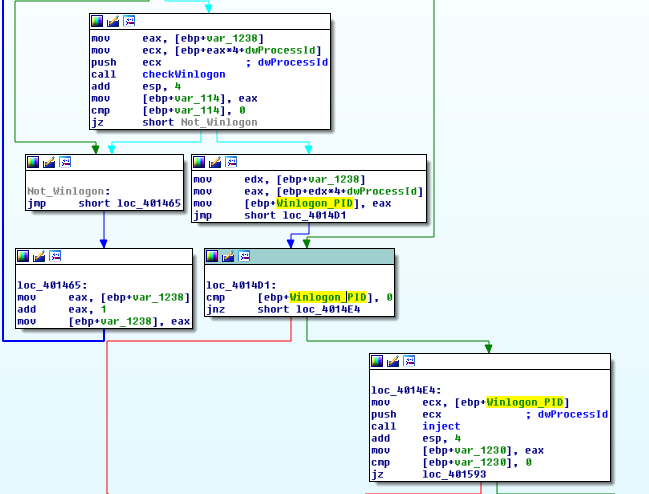 mov eax, [ebp+var_1238]
mov ecx, [ebp+eax*4+dwProcessId]
push ecx ; dwProcessId
call checkWinlogon
add esp, 4
mov [ebp+var_114], eax
cmp [ebp+var_114], 0
jz short Not_Winlogon
Not_Winlogon:
jmp short loc_401465
mov edx, [ebp+var_1238]
mov eax, [ebp+edx*4+dwProcessId]
mov [ebp+Winlogon_PID], eax
jmp short loc_4014D1
loc_401465:
mov eax, [ebp+var_1238]
add eax, 1
mov [ebp+var_1238], eax
loc_4014D1:
cmp [ebp+Winlogon_PID], 0
jnz short loc_4014E4
loc_4014E4:
mov ecx, [ebp+Winlogon_PID]
push ecx ; dwProcessId
call inject
add esp, 4
mov [ebp+var_1230], eax
cmp [ebp+var_1230], 0
jz loc_401593